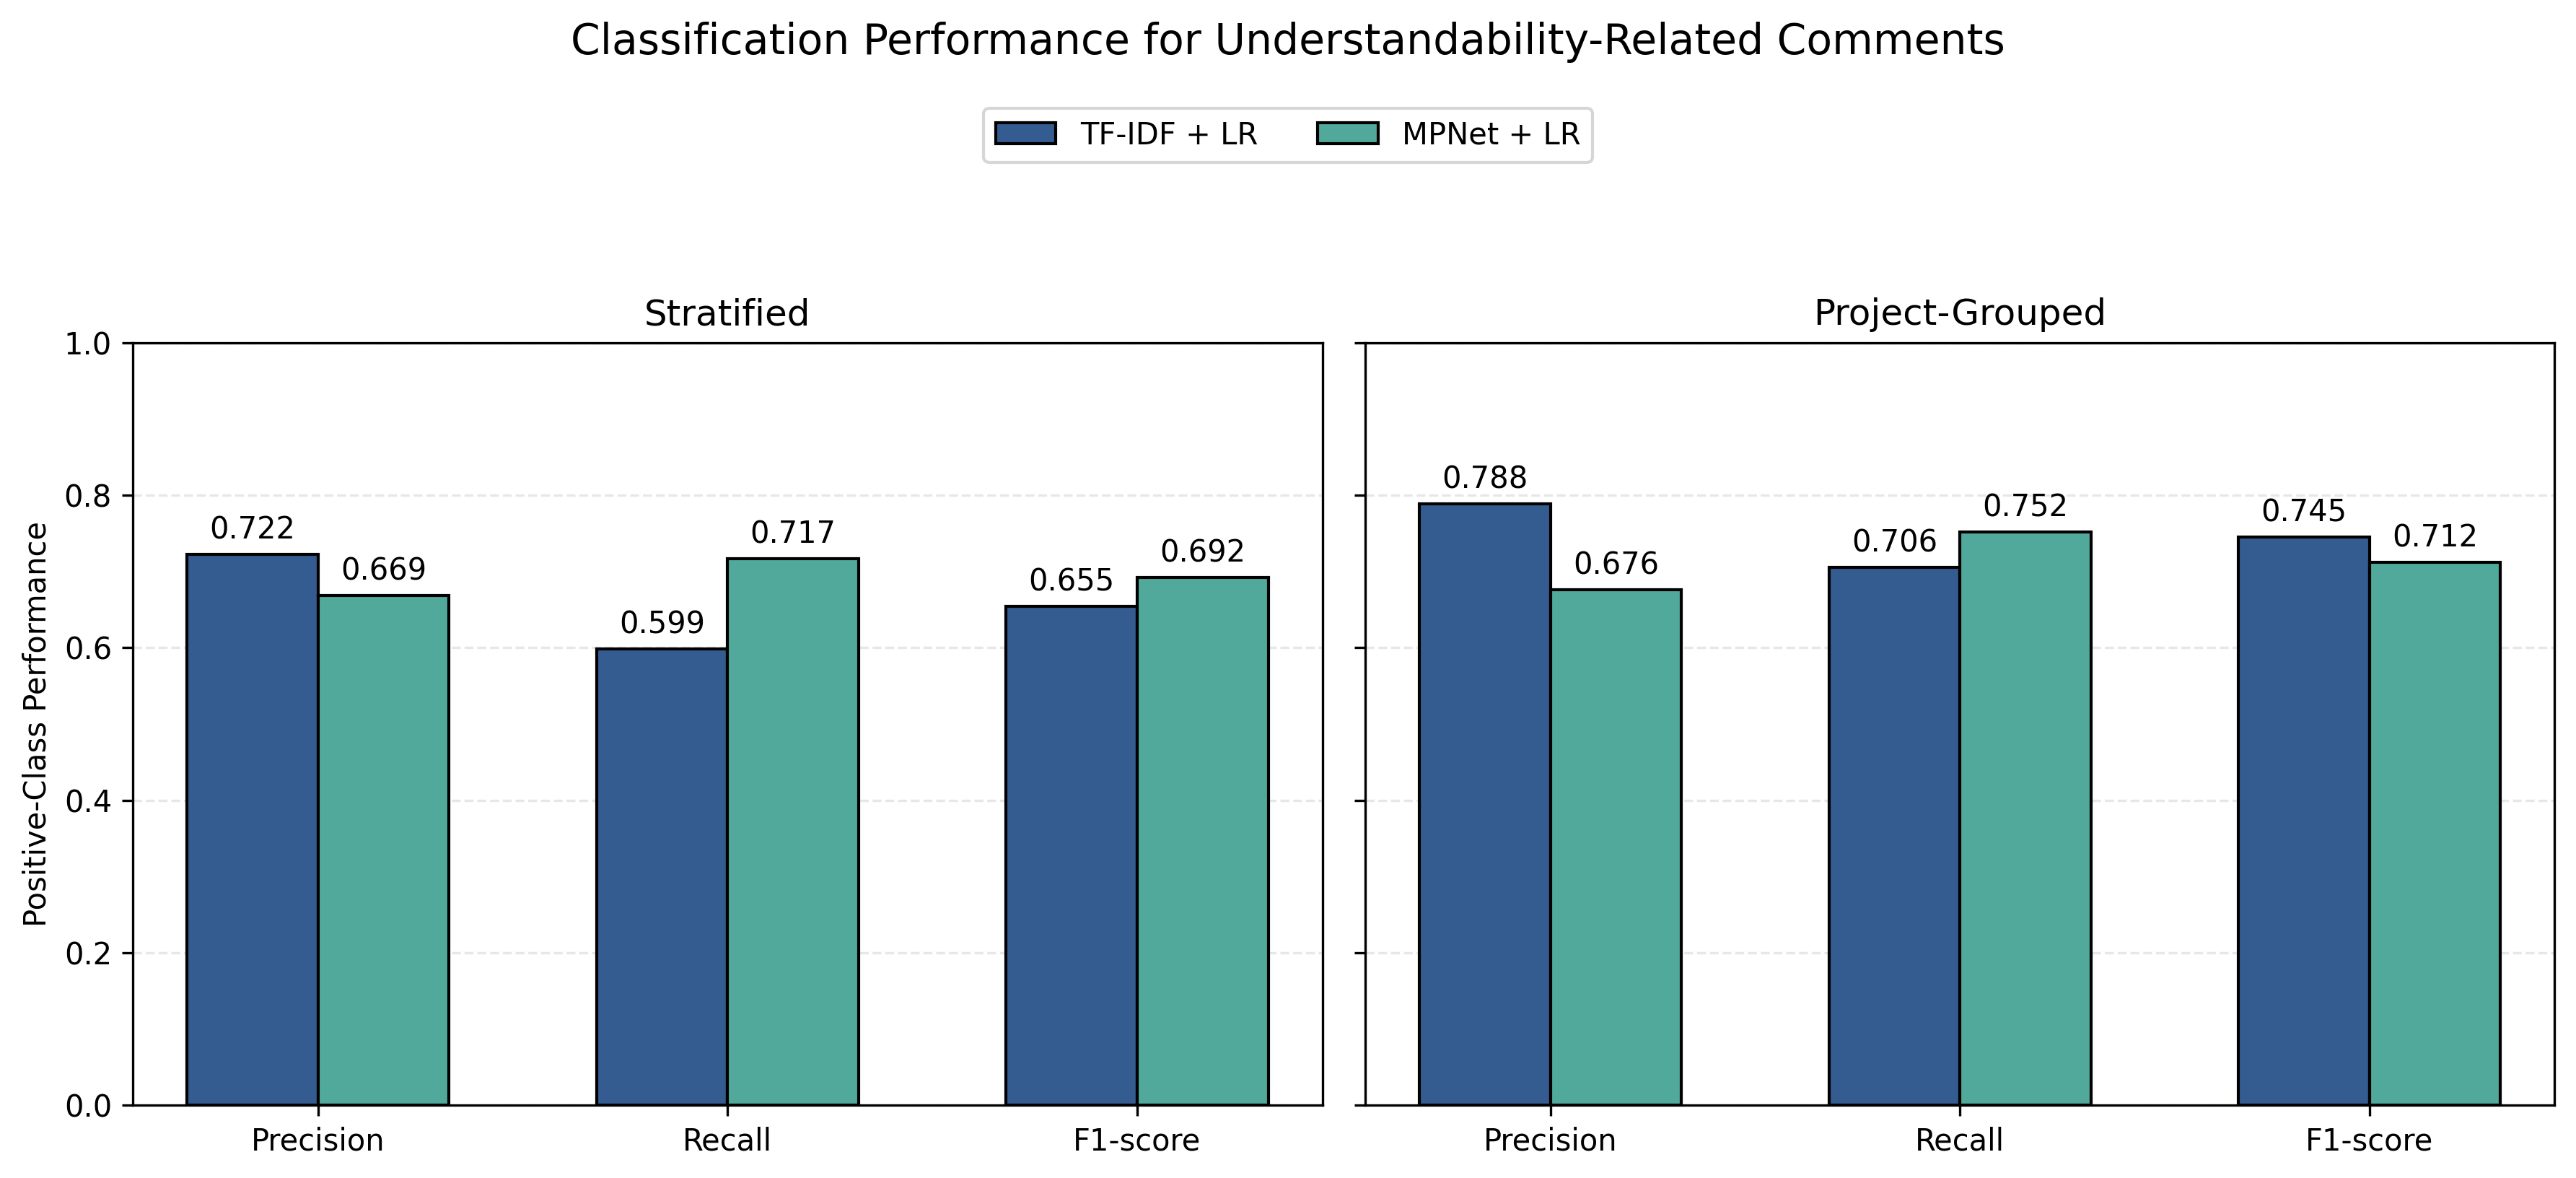 Classification Performance for Understandability-Related Comments
TF-IDF + LR
MPNet + LR
Stratified
Project-Grouped
Positive-Class Performance
1.0
0.8
0.6
0.4
0.2
0.0
0.722
0.669
0.599
0.717
0.655
0.692
Precision
Recall
F1-score
0.788
0.676
0.706
0.752
0.745
0.712
Precision
Recall
F1-score